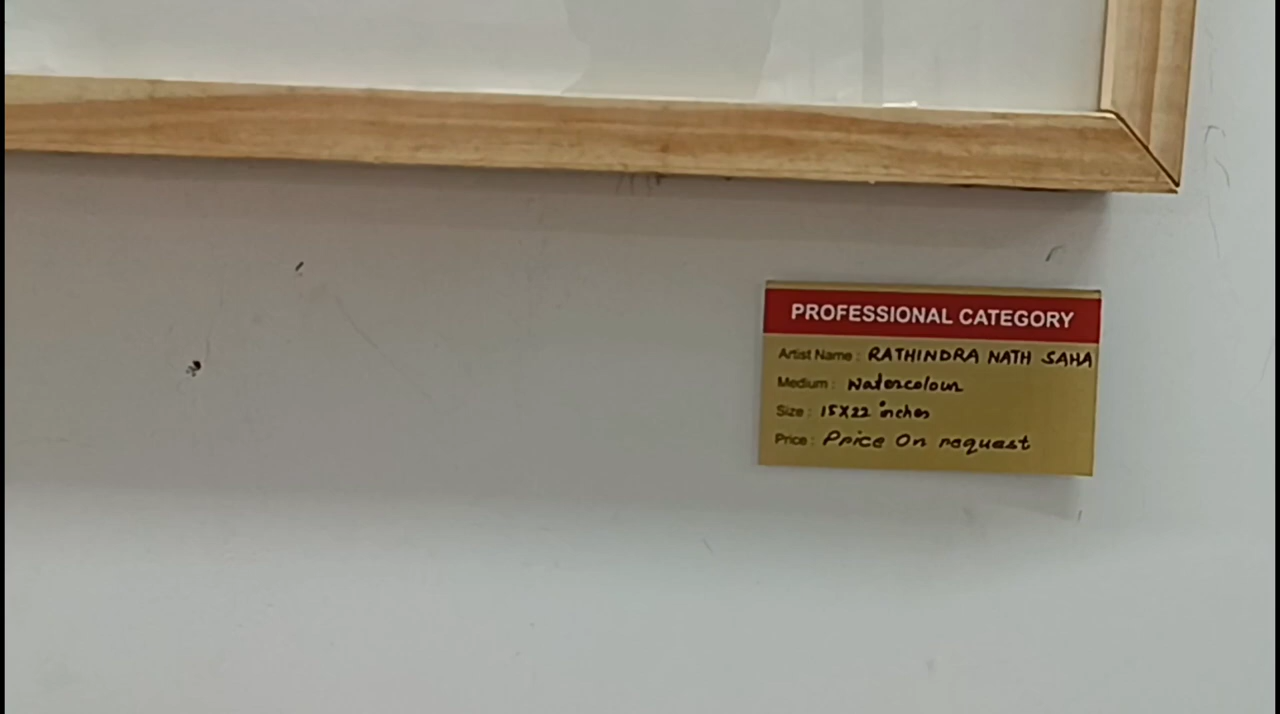 PROFESSIONAL CATEGORY
Artist Name : RATHINDRA NATH SAHA
Medium : Watercolour
Size : 15X22 inches
Price : Price On request